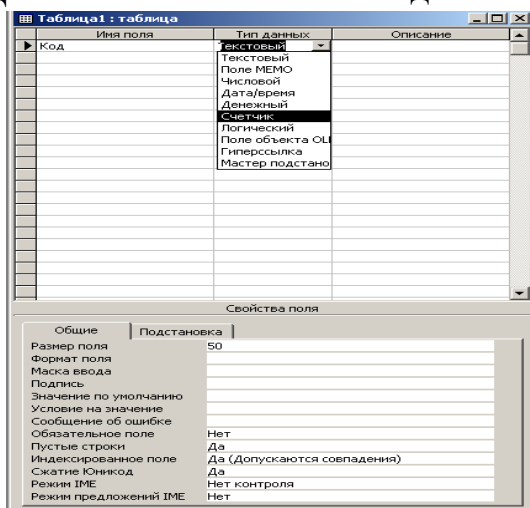 Таблица1 : таблица
Имя поля Тип данных Описание
Код Текстовый
Текстовый
Поле MEMO
Числовой
Дата/время
Денежный
Счетчик
Логический
Поле объекта OLI
Гиперссылка
Мастер подстано
Свойства поля
Общие Подстановка
Размер поля 50
Формат поля
Маска ввода
Подпись
Значение по умолчанию
Условие на значение
Сообщение об ошибке
Обязательное поле Нет
Пустые строки Да
Индексированное поле Да (Допускаются совпадения)
Сжатие Юникод Да
Режим IME Нет контроля
Режим предложений IME Нет